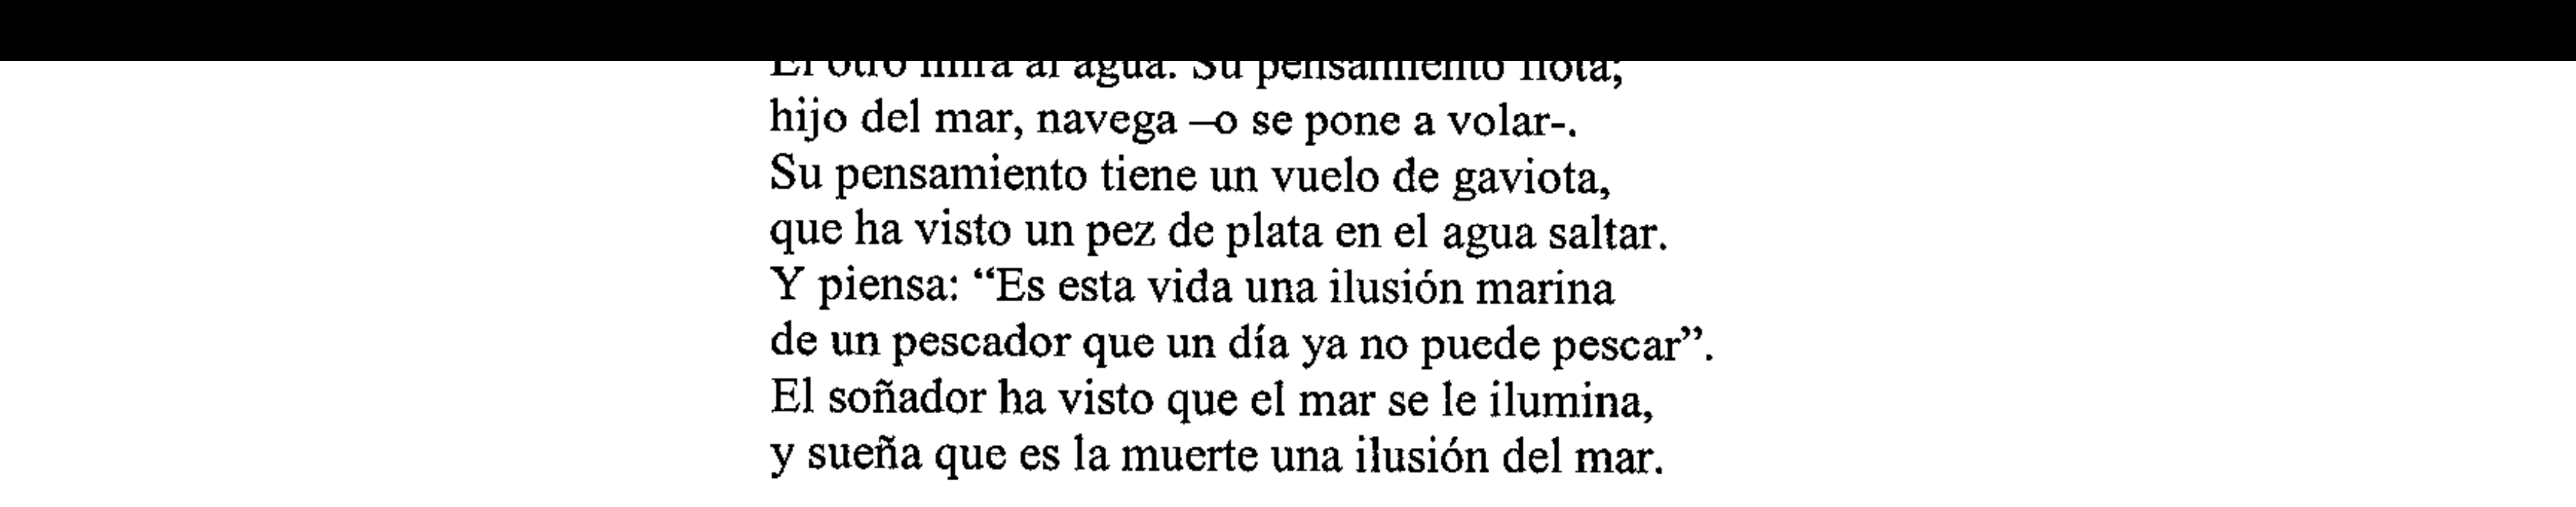 El otro mira al agua. Su pensamiento flota;
hijo del mar, navega –o se pone a volar-.
Su pensamiento tiene un vuelo de gaviota,
que ha visto un pez de plata en el agua saltar.
Y piensa: “Es esta vida una ilusión marina
de un pescador que un día ya no puede pescar”.
El soñador ha visto que el mar se le ilumina,
y sueña que es la muerte una ilusión del mar.